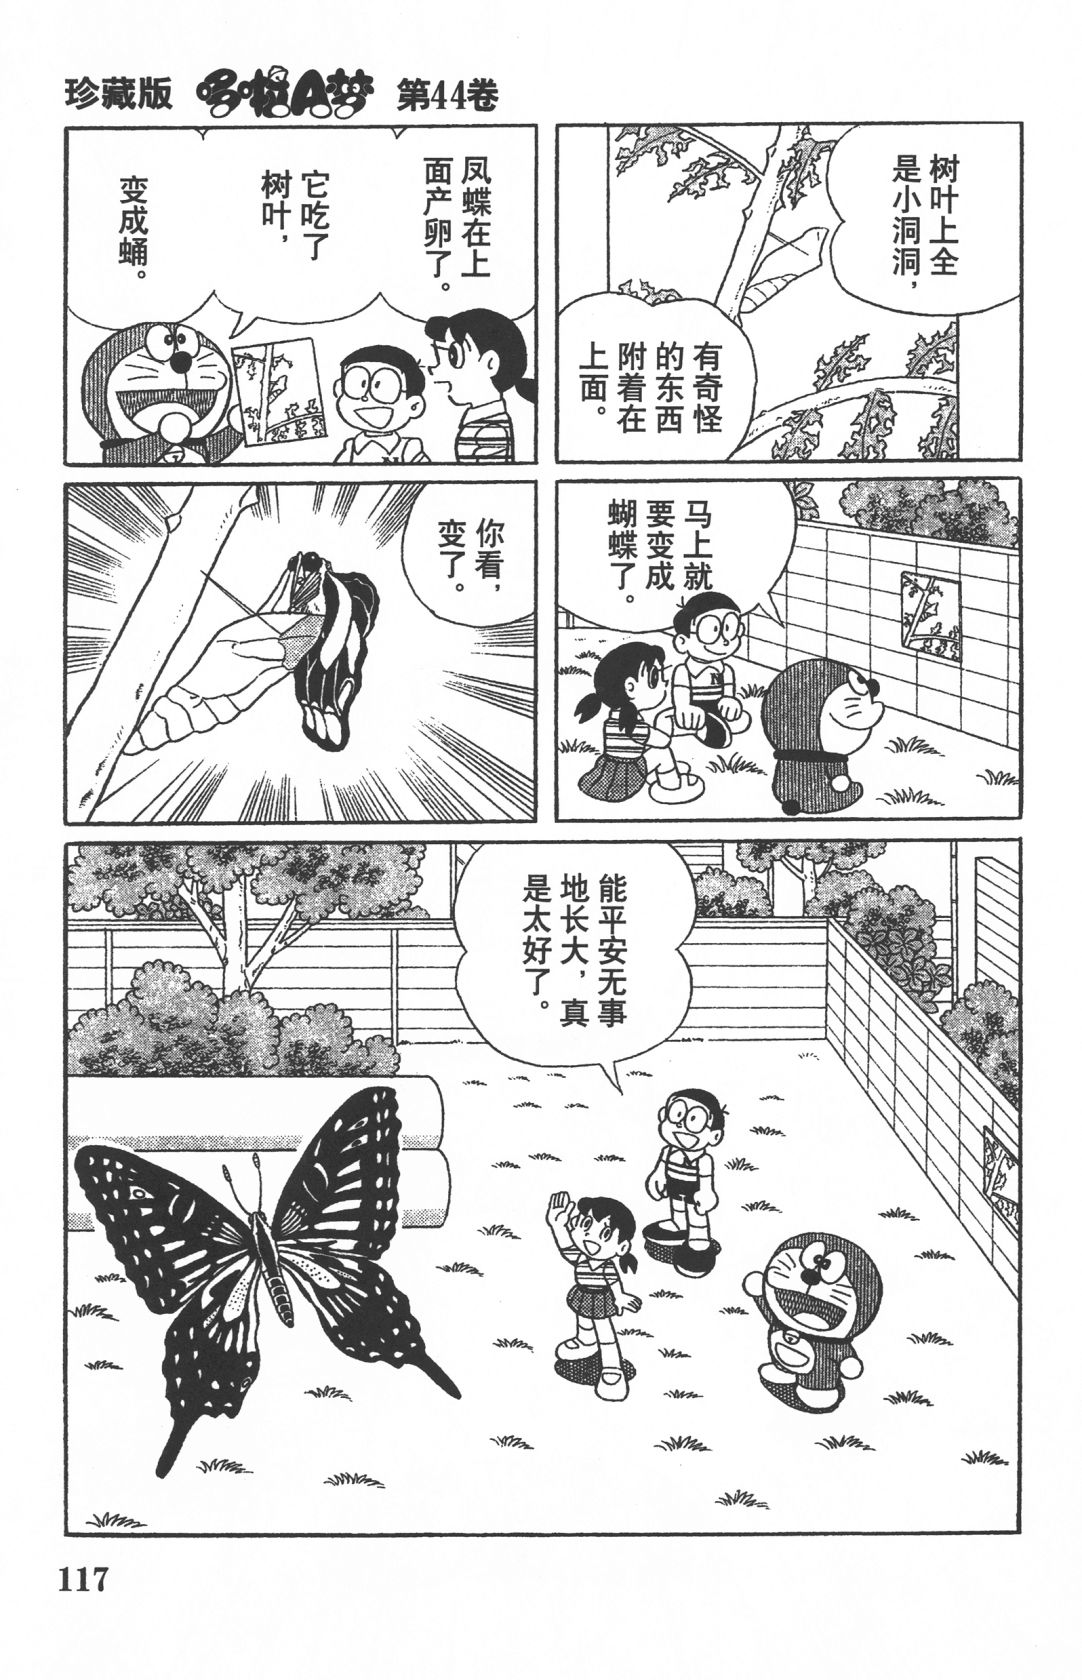 珍藏版 哆啦A梦 第44卷
树叶上全
是小洞洞，
有奇怪
的东西
附着在
上面。
凤蝶在上
面产卵了。
它吃了
树叶，
变成蛹。
马上就
要变成
蝴蝶了。
你看，
变了。
能平安无事
地长大，真
是太好了。
117